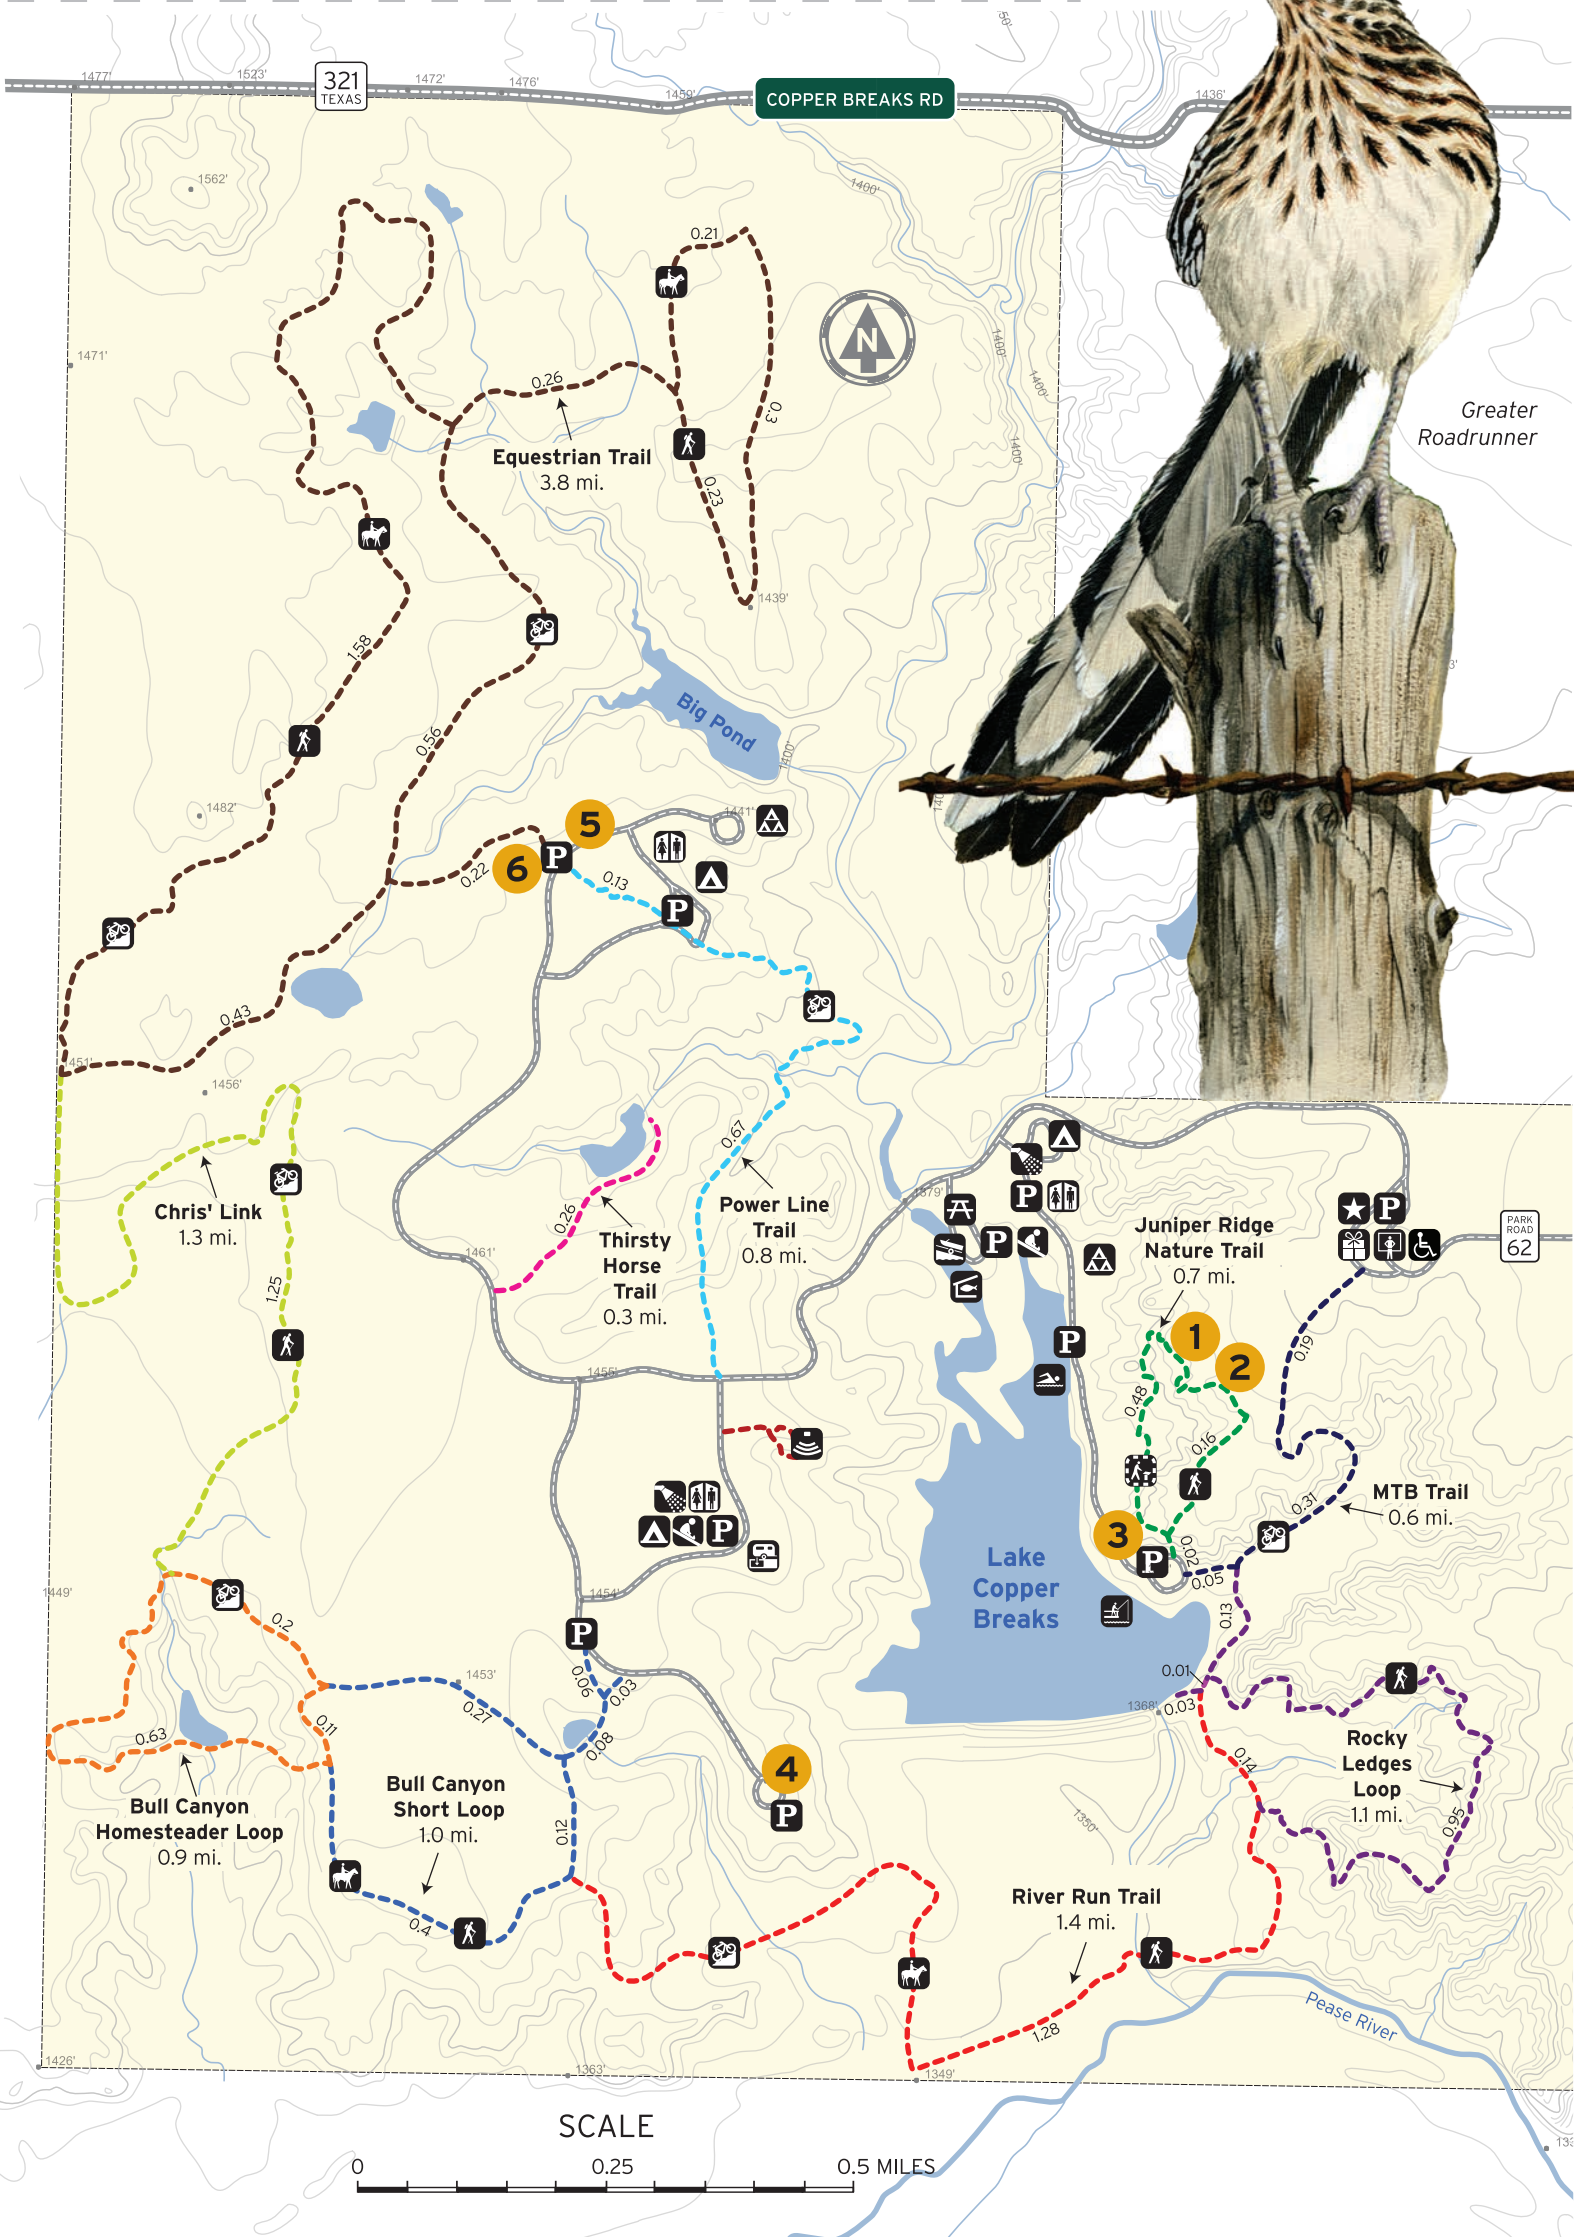 1477'
1523'
321
TEXAS
1472'
1476'
1459'
COPPER BREAKS RD
1436'
50'
1562'
1400'
0.21
N
1471'
1400'
1400'
Greater
Roadrunner
0.26
0.3
Equestrian Trail
3.8 mi.
1400'
0.23
1439'
1.58
3'
0.56
Big Pond
1400'
1482'
1441'
5
6
P
0.22
0.13
P
0.43
1451'
1456'
0.67
Chris' Link
1.3 mi.
0.26
1461'
Thirsty
Horse
Trail
0.3 mi.
Power Line
Trail
0.8 mi.
1379'
P
P
Juniper Ridge
Nature Trail
0.7 mi.
P
PARK
ROAD
62
1.25
1
2
P
0.19
1455'
0.48
0.16
MTB Trail
0.6 mi.
0.31
P
3
P
0.02
0.05
Lake
Copper
Breaks
1449'
1454'
0.2
P
0.13
0.01
0.03
1368'
1453'
0.06
0.03
0.27
0.11
0.08
0.63
0.14
Rocky
Ledges
Loop
1.1 mi.
0.95
4
P
Bull Canyon
Homesteader Loop
0.9 mi.
Bull Canyon
Short Loop
1.0 mi.
0.12
1350'
0.4
River Run Trail
1.4 mi.
1.28
Pease River
1426'
1363'
1349'
133
SCALE
0 0.25 0.5 MILES